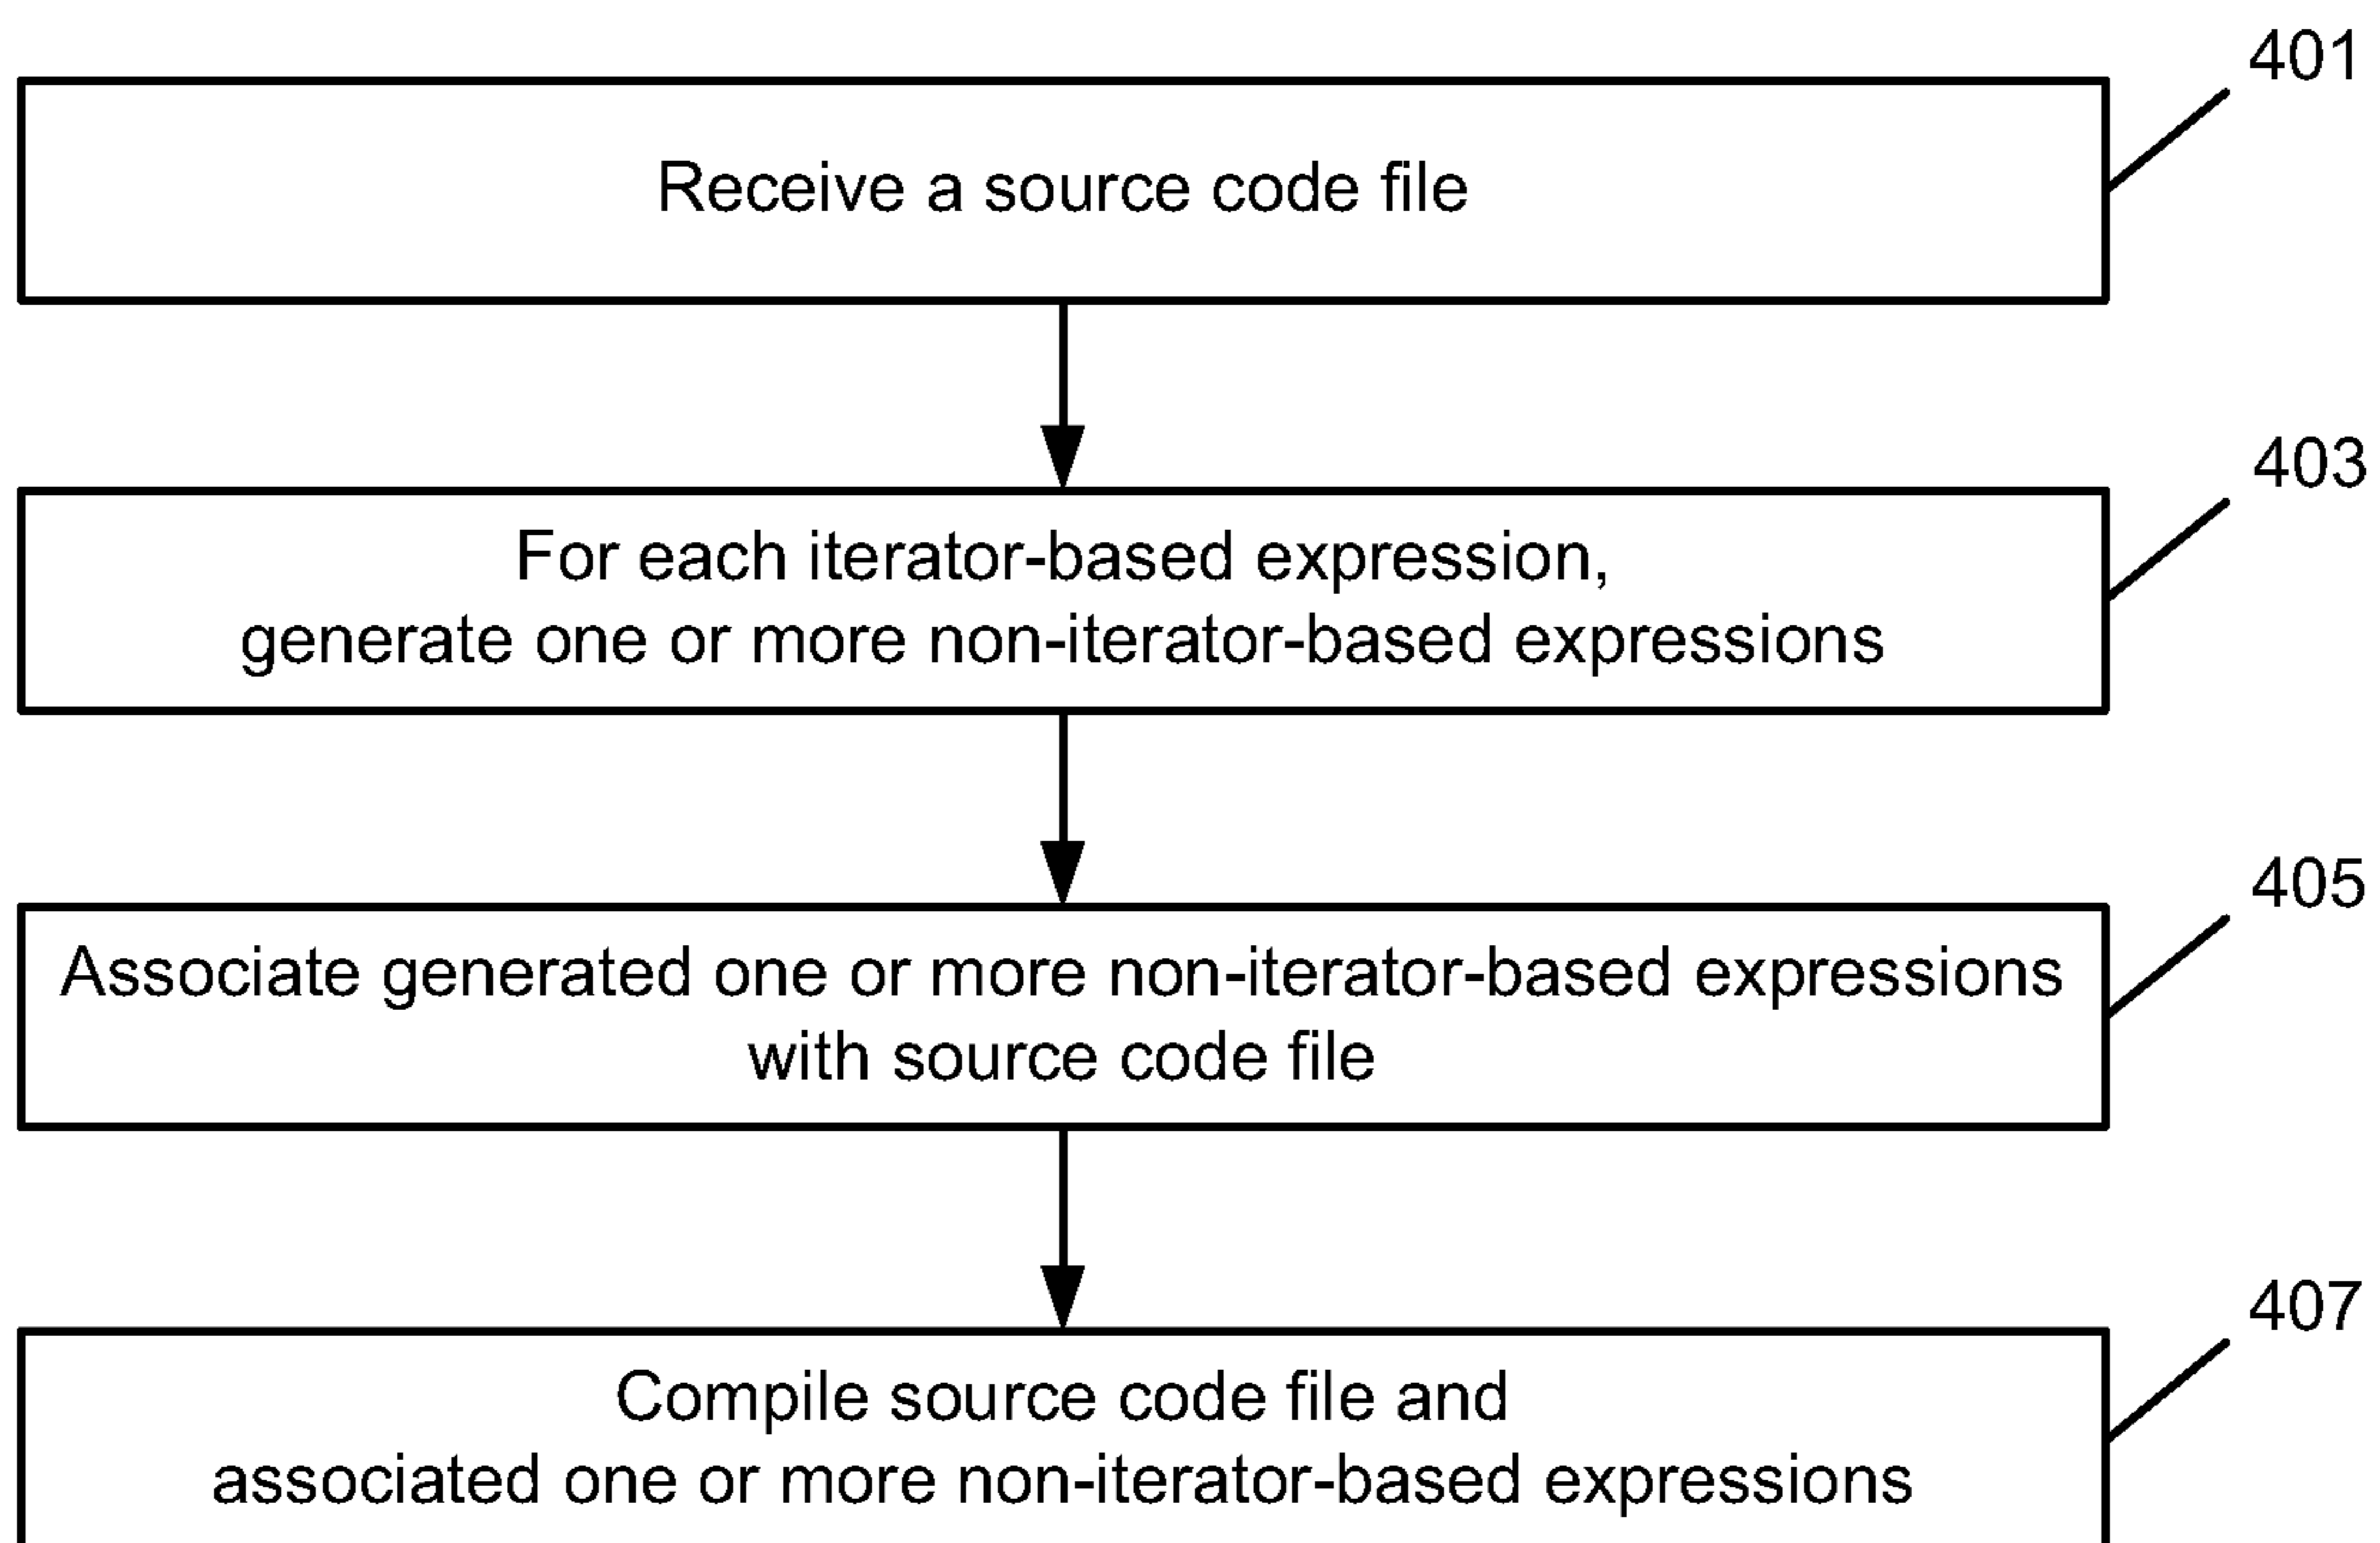 401
Receive a source code file
403
For each iterator-based expression,
generate one or more non-iterator-based expressions
405
Associate generated one or more non-iterator-based expressions
with source code file
407
Compile source code file and
associated one or more non-iterator-based expressions